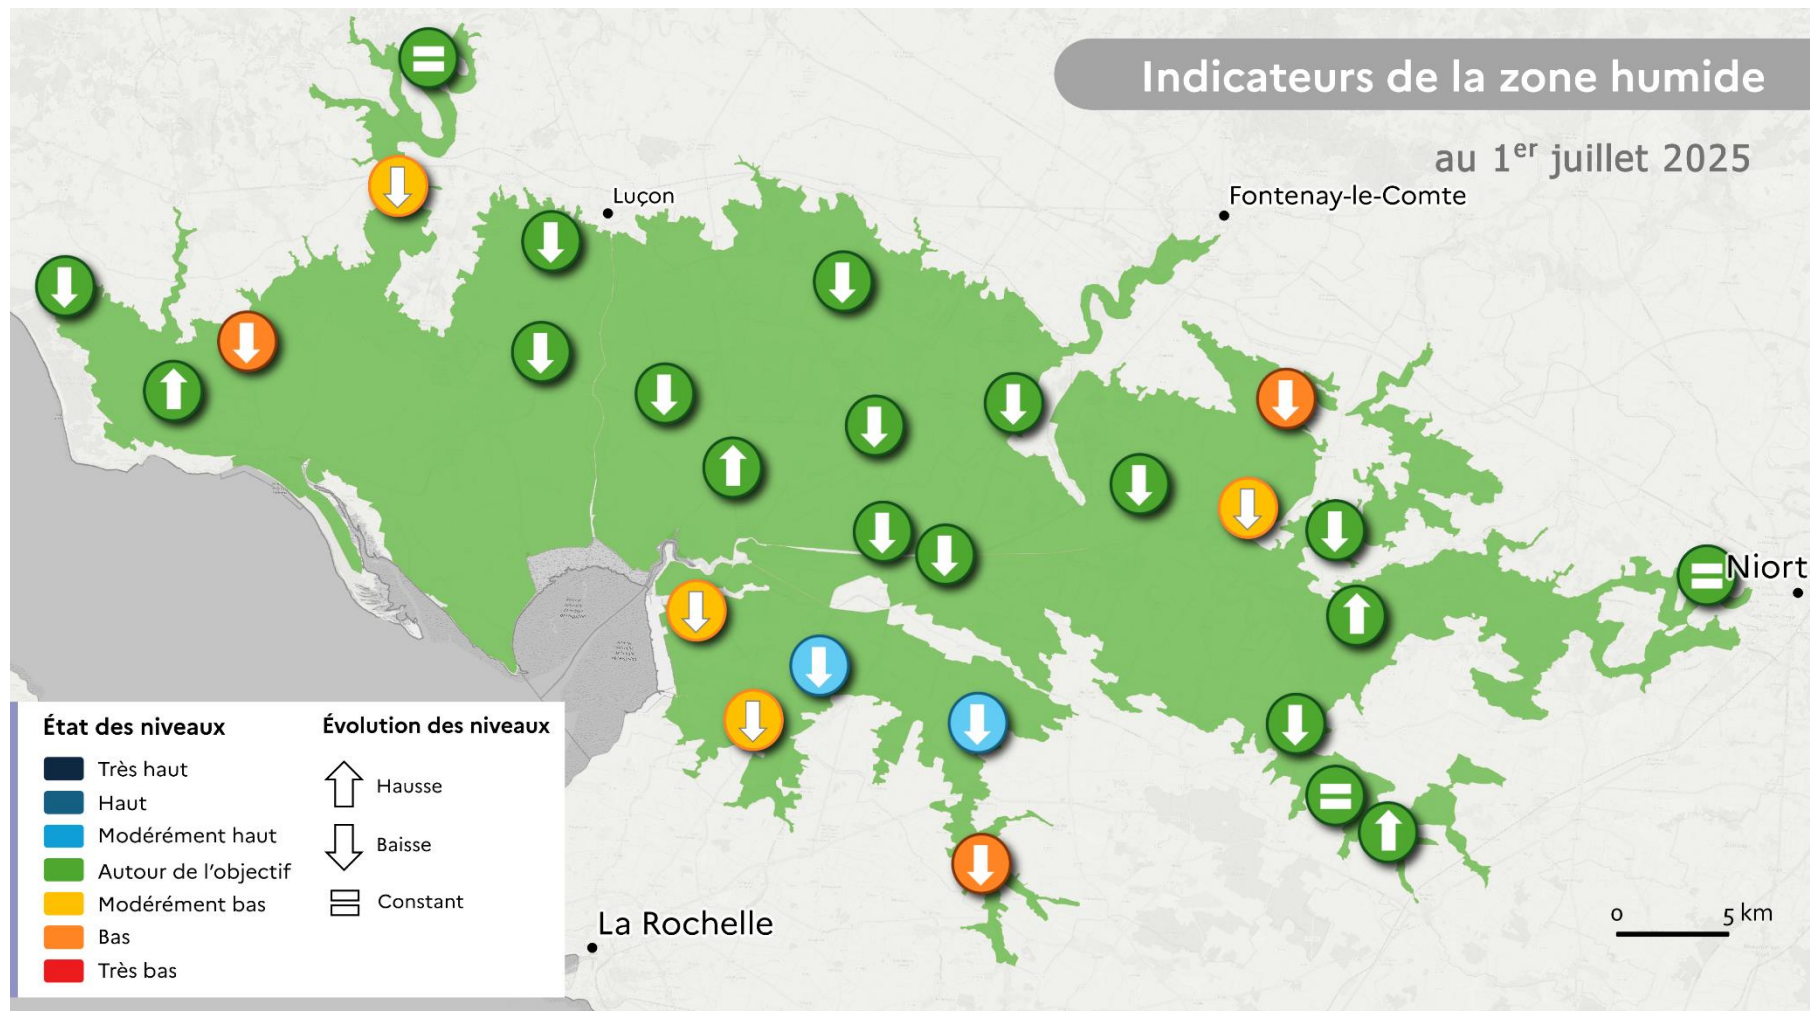 Indicateurs de la zone humide
au 1er juillet 2025
Luçon
Fontenay-le-Comte
Niort
La Rochelle
État des niveaux
Très haut
Haut
Modérément haut
Autour de l'objectif
Modérément bas
Bas
Très bas
Évolution des niveaux
Hausse
Baisse
Constant
0 5 km